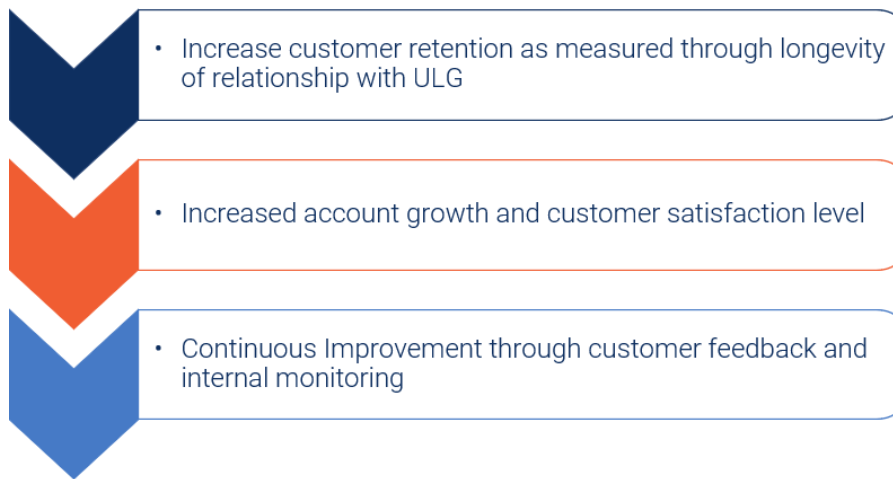 • Increase customer retention as measured through longevity
of relationship with ULG
• Increased account growth and customer satisfaction level
• Continuous Improvement through customer feedback and
internal monitoring